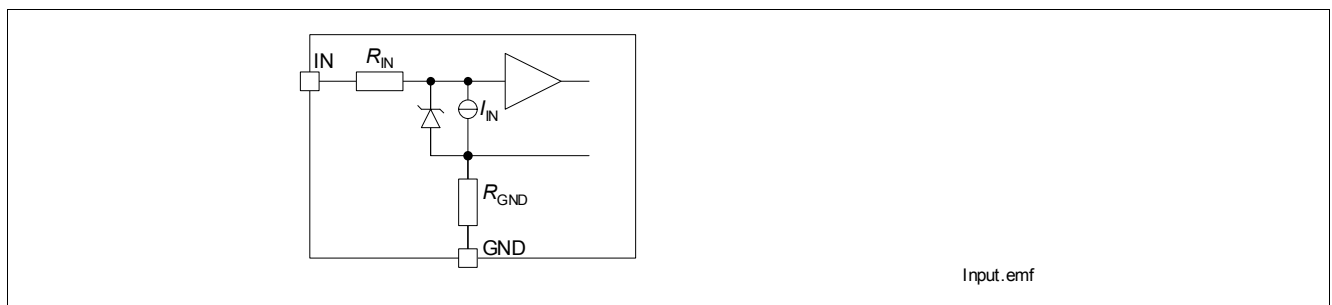 IN
R_IN
I_IN
R_GND
GND
Input.emf